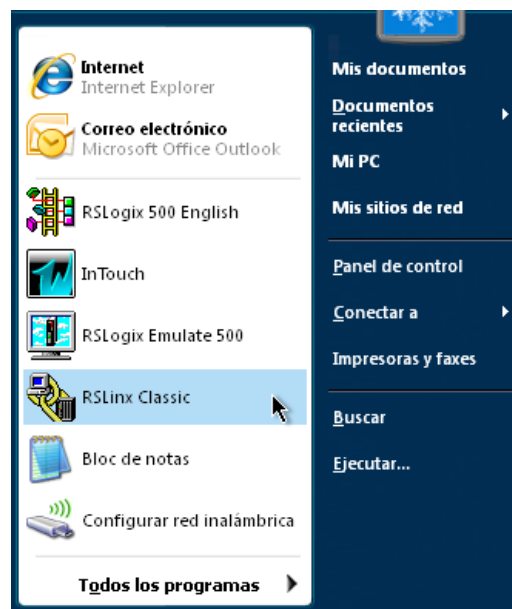 Internet
Internet Explorer
Correo electrónico
Microsoft Office Outlook
RSLogix 500 English
InTouch
RSLogix Emulate 500
RSLinx Classic
Bloc de notas
Configurar red inalámbrica
Todos los programas
Mis documentos
Documentos
recientes
Mi PC
Mis sitios de red
Panel de control
Conectar a
Impresoras y faxes
Buscar
Ejecutar...